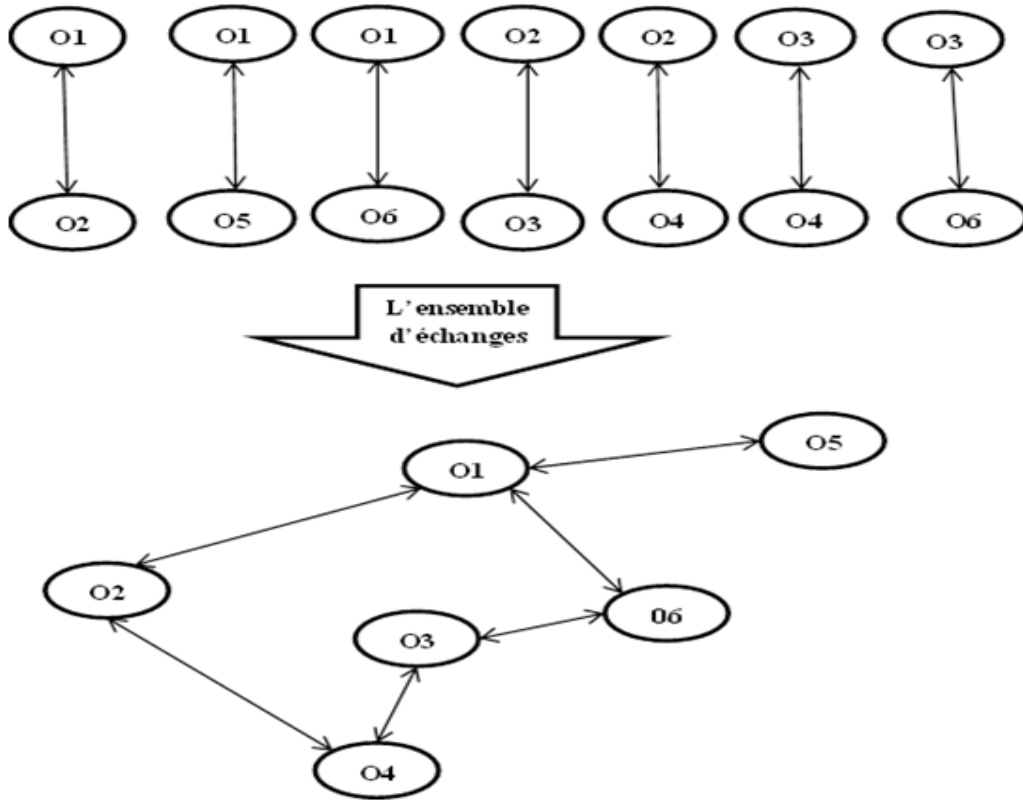 O1 O1 O1 O2 O2 O3 O3
O2 O5 O6 O3 O4 O4 O6
L'ensemble
d'échanges
O5
O1
O2
06
O3
O4